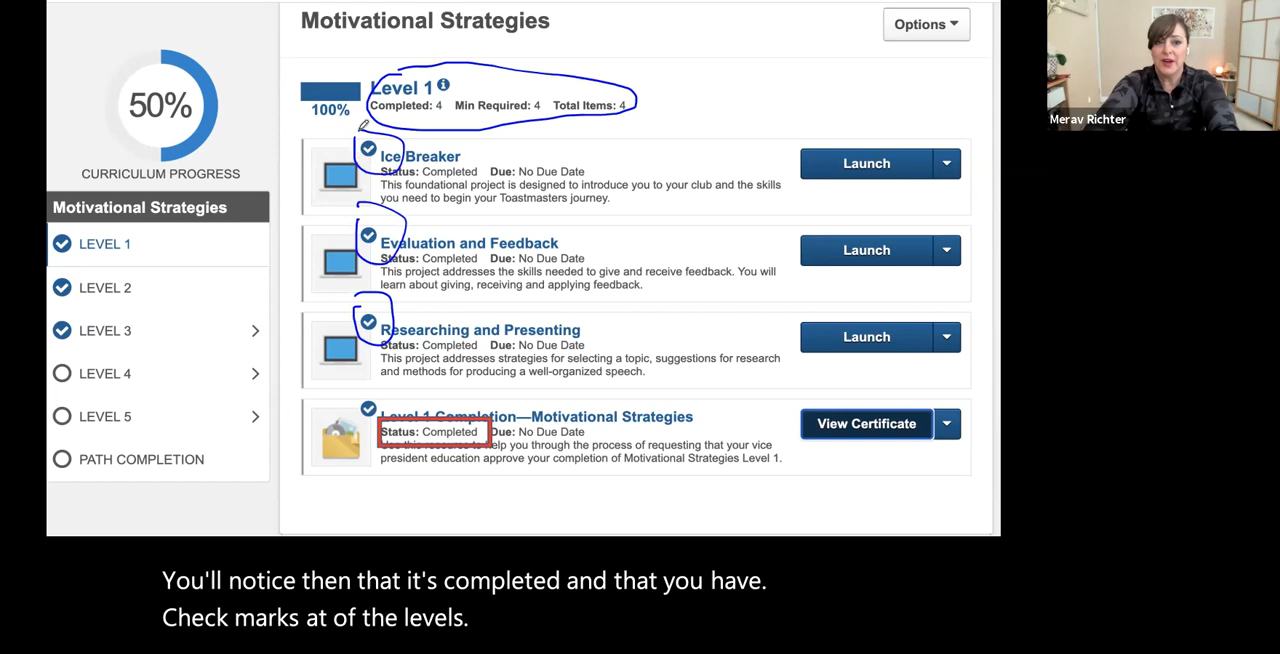 Motivational Strategies
Options
50%
CURRICULUM PROGRESS
Motivational Strategies
LEVEL 1
LEVEL 2
LEVEL 3
LEVEL 4
LEVEL 5
PATH COMPLETION
Level 1
100%
Completed: 4 Min Required: 4 Total Items: 4
Ice Breaker
Status: Completed Due: No Due Date
This foundational project is designed to introduce you to your club and the skills
you need to begin your Toastmasters journey.
Launch
Evaluation and Feedback
Status: Completed Due: No Due Date
This project addresses the skills needed to give and receive feedback. You will
learn about giving, receiving and applying feedback.
Launch
Researching and Presenting
Status: Completed Due: No Due Date
This project addresses strategies for selecting a topic, suggestions for research
and methods for producing a well-organized speech.
Launch
Level 1 Completion—Motivational Strategies
Status: Completed Due: No Due Date
Use this resource to help you through the process of requesting that your vice
president education approve your completion of Motivational Strategies Level 1.
View Certificate
Merav Richter
You'll notice then that it's completed and that you have.
Check marks at of the levels.